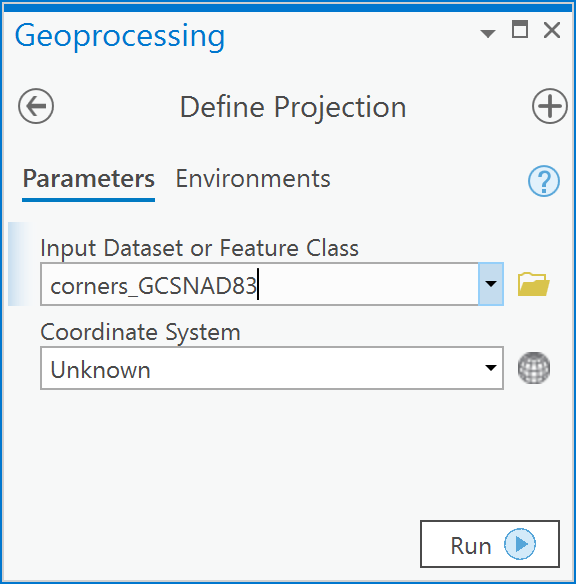 Geoprocessing
Define Projection
Parameters Environments
?
Input Dataset or Feature Class
corners_GCSNAD83
Coordinate System
Unknown
Run